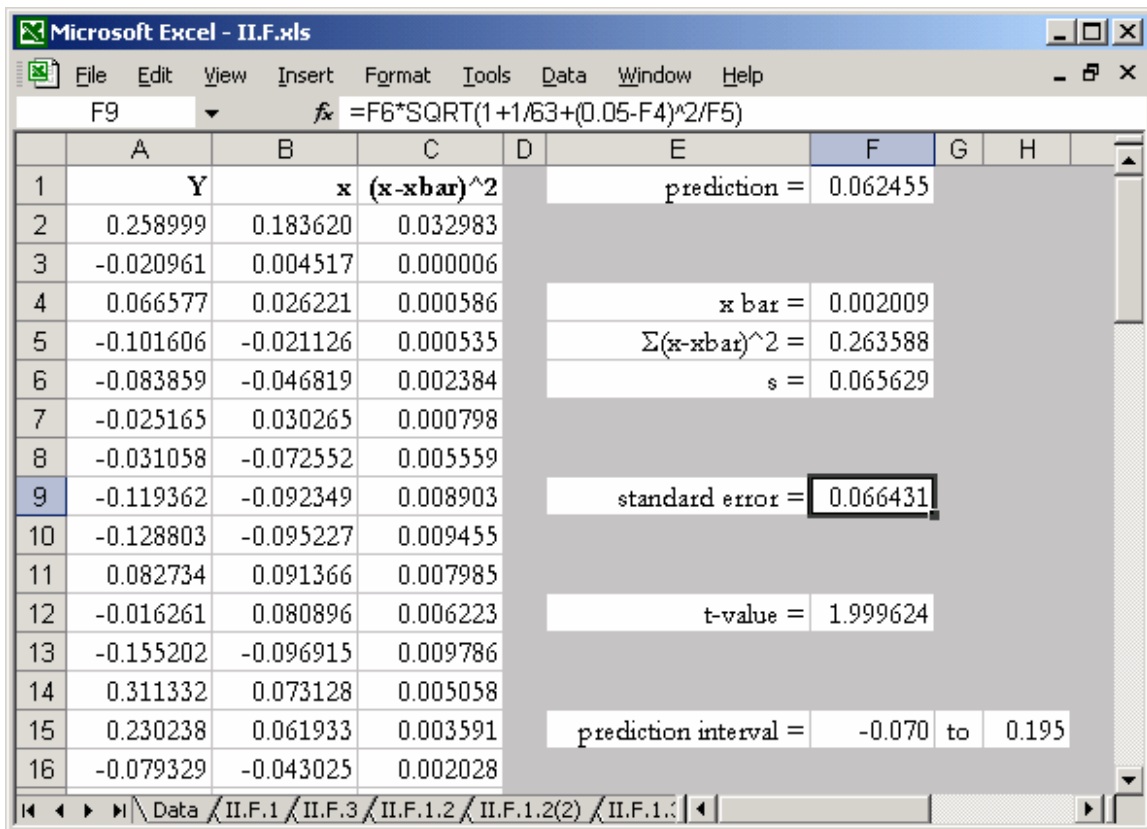 Microsoft Excel - II.F.xls
File Edit View Insert Format Tools Data Window Help
F9 fx =F6*SQRT(1+1/63+(0.05-F4)^2/F5)
A B C D E F G H
1 Y x (x-xbar)^2 prediction = 0.062455
2 0.258999 0.183620 0.032983
3 -0.020961 0.004517 0.000006
4 0.066577 0.026221 0.000586 x bar = 0.002009
5 -0.101606 -0.021126 0.000535 Σ(x-xbar)^2 = 0.263588
6 -0.083859 -0.046819 0.002384 s = 0.065629
7 -0.025165 0.030265 0.000798
8 -0.031058 -0.072552 0.005559
9 -0.119362 -0.092349 0.008903 standard error = 0.066431
10 -0.128803 -0.095227 0.009455
11 0.082734 0.091366 0.007985
12 -0.016261 0.080896 0.006223 t-value = 1.999624
13 -0.155202 -0.096915 0.009786
14 0.311332 0.073128 0.005058
15 0.230238 0.061933 0.003591 prediction interval = -0.070 to 0.195
16 -0.079329 -0.043025 0.002028
Data / II.F.1 / II.F.3 / II.F.1.2 / II.F.1.2(2) / II.F.1.